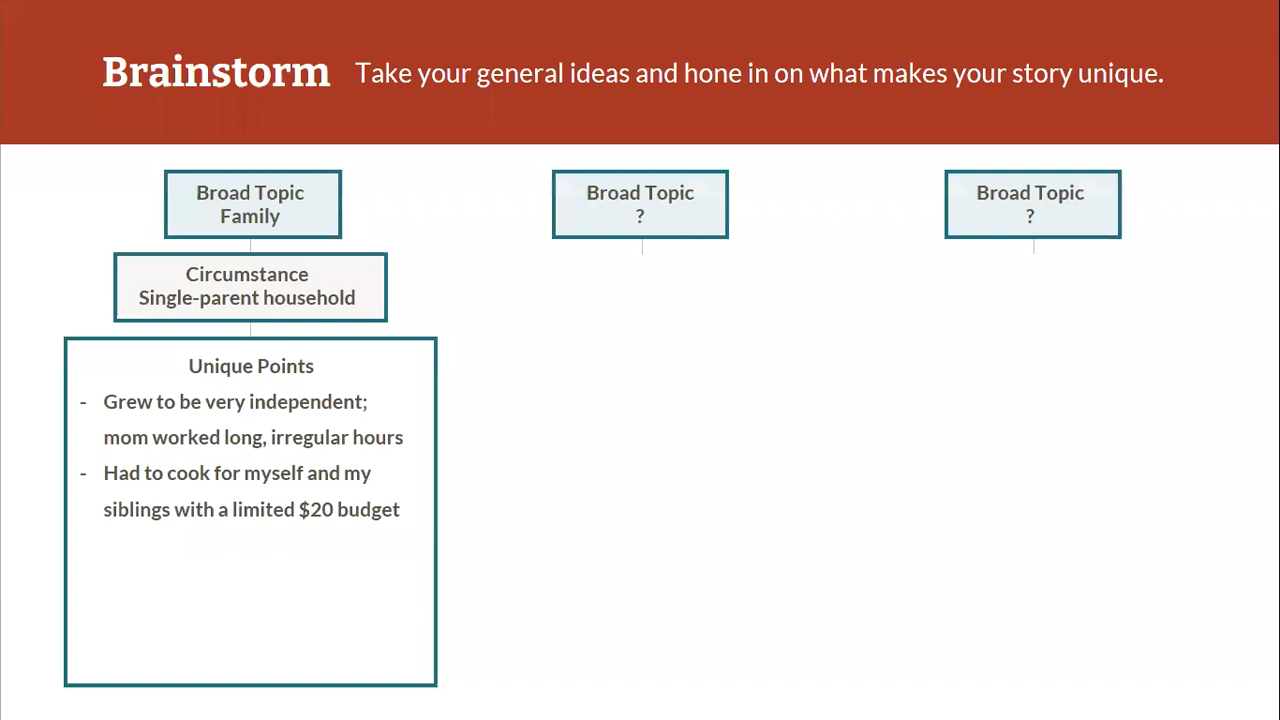 Brainstorm Take your general ideas and hone in on what makes your story unique.
Broad Topic
Family
Circumstance
Single-parent household
Unique Points
- Grew to be very independent;
mom worked long, irregular hours
- Had to cook for myself and my
siblings with a limited $20 budget
Broad Topic
?
Broad Topic
?